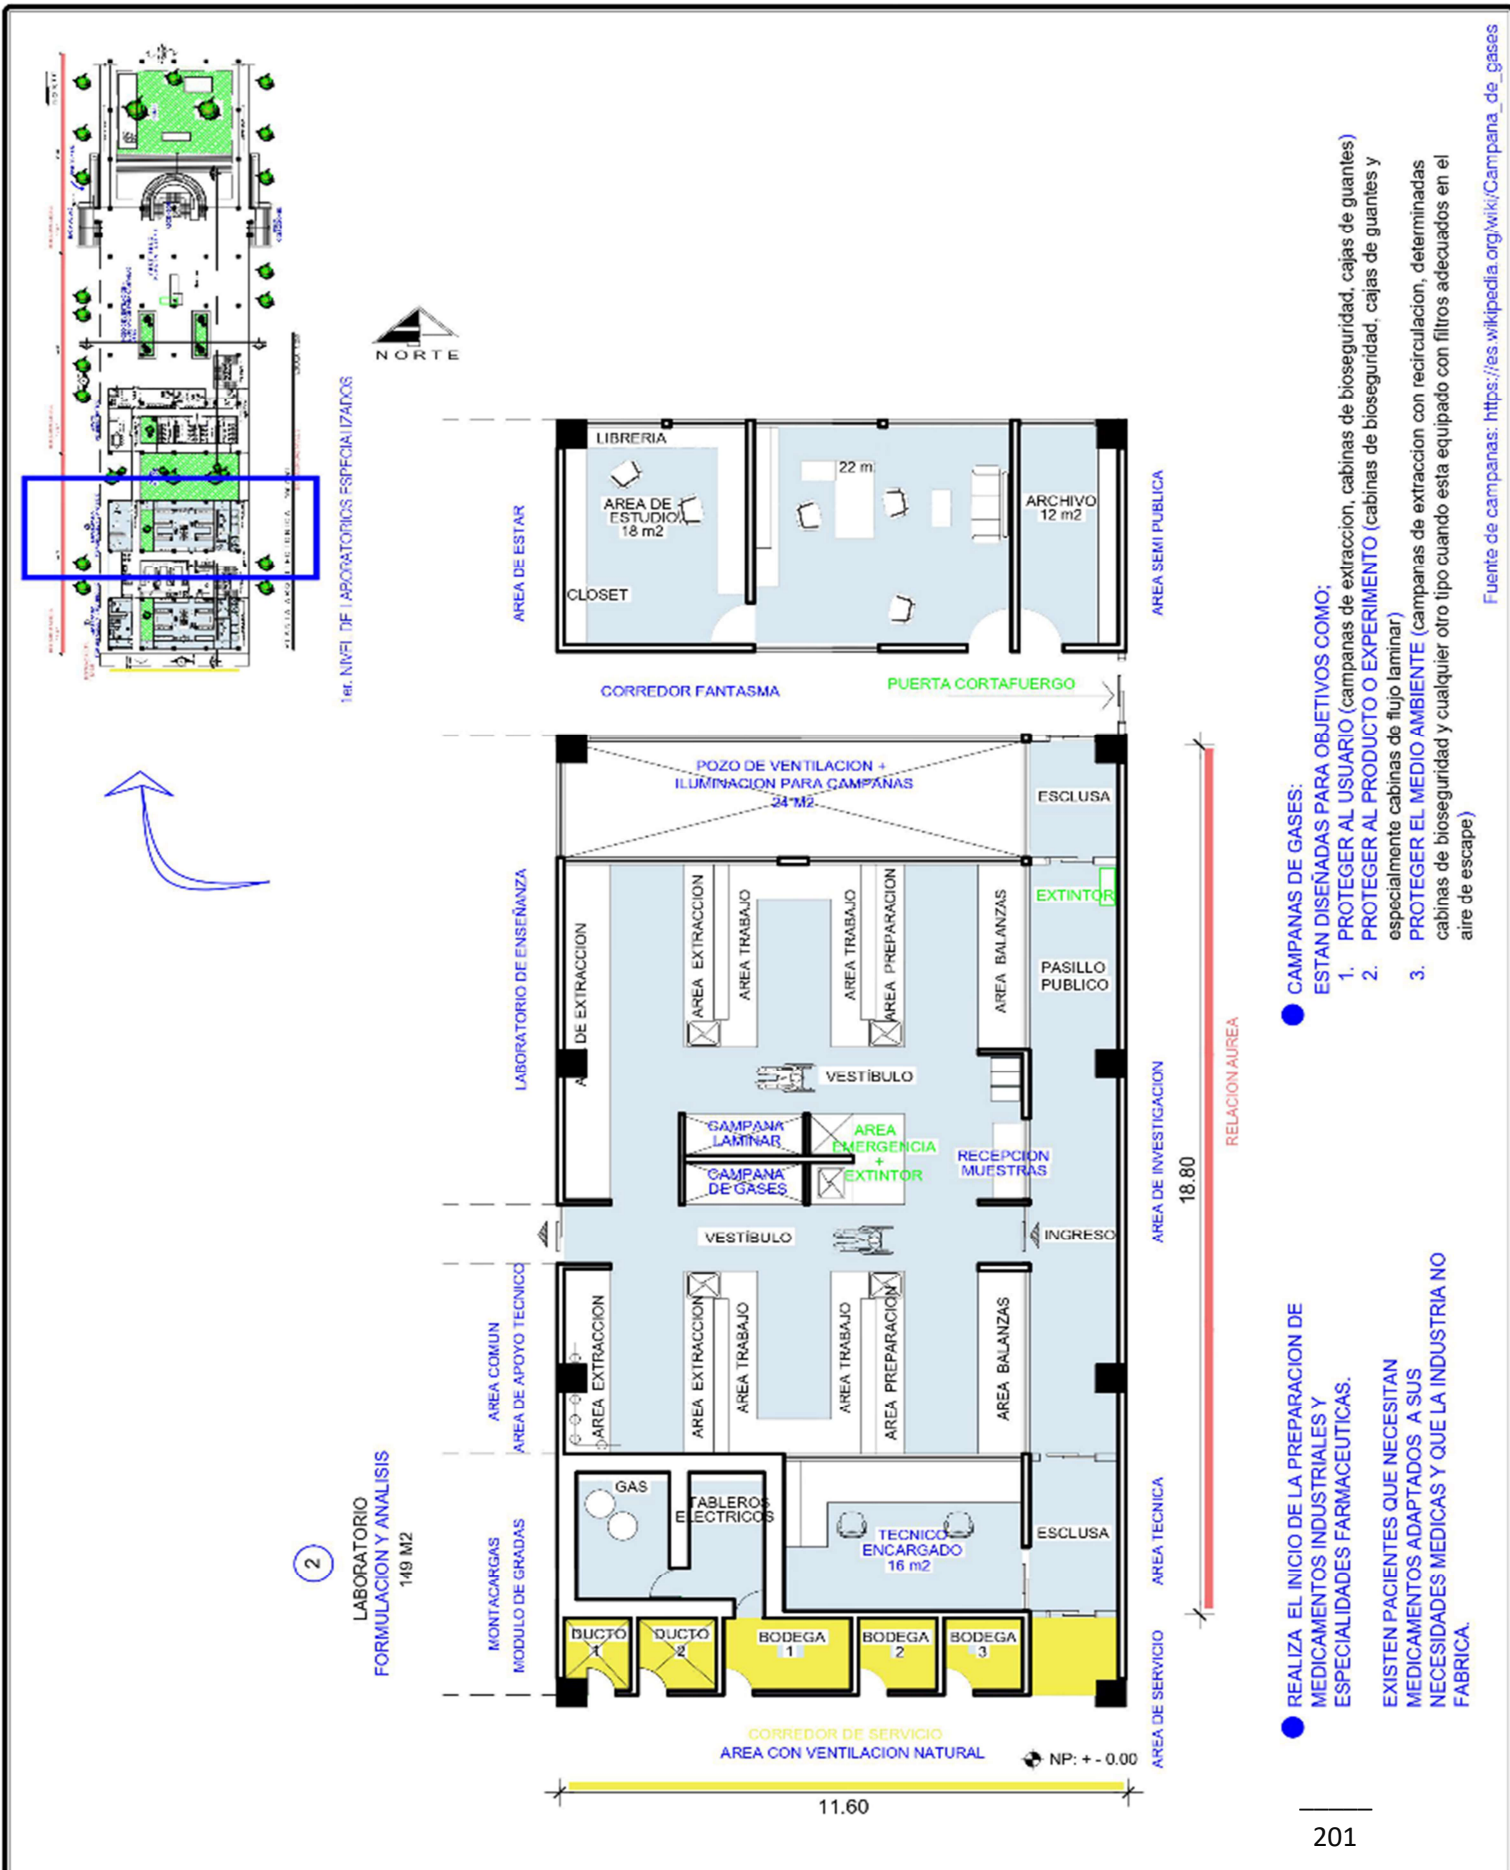 1er. NIVEL DE LABORATORIOS ESPECIALIZADOS
NORTE
2
LABORATORIO
FORMULACION Y ANALISIS
149 M2
AREA DE ESTAR
LABORATORIO DE ENSEÑANZA
AREA COMUN
AREA DE APOYO TECNICO
MONTACARGAS
MODULO DE GRADAS
LIBRERIA
AREA DE
ESTUDIO
18 m2
CLOSET
22 m
ARCHIVO
12 m2
AREA SEMI PUBLICA
CORREDOR FANTASMA
PUERTA CORTAFUERGO
POZO DE VENTILACION +
ILUMINACION PARA CAMPANAS
24 M2
ESCLUSA
EXTINTOR
PASILLO
PUBLICO
DE EXTRACCION
AREA EXTRACCION
AREA TRABAJO
AREA TRABAJO
AREA PREPARACION
AREA BALANZAS
VESTÍBULO
CAMPANA
LAMINAR
CAMPANA
DE GASES
AREA
EMERGENCIA
+
EXTINTOR
RECEPCION
MUESTRAS
VESTÍBULO
INGRESO
AREA EXTRACCION
AREA EXTRACCION
AREA TRABAJO
AREA TRABAJO
AREA PREPARACION
AREA BALANZAS
GAS
TABLEROS
ELECTRICOS
TECNICO
ENCARGADO
16 m2
ESCLUSA
DUCTO
1
DUCTO
2
BODEGA
1
BODEGA
2
BODEGA
3
CORREDOR DE SERVICIO
AREA CON VENTILACION NATURAL
NP: + - 0.00
11.60
AREA DE INVESTIGACION
AREA TECNICA
AREA DE SERVICIO
18.80
RELACION AUREA
CAMPANAS DE GASES:
ESTAN DISEÑADAS PARA OBJETIVOS COMO;
1. PROTEGER AL USUARIO (campanas de extraccion, cabinas de bioseguridad, cajas de guantes)
2. PROTEGER AL PRODUCTO O EXPERIMENTO (cabinas de bioseguridad, cajas de guantes y
especialmente cabinas de flujo laminar)
3. PROTEGER EL MEDIO AMBIENTE (campanas de extraccion con recirculacion, determinadas
cabinas de bioseguridad y cualquier otro tipo cuando esta equipado con filtros adecuados en el
aire de escape)
Fuente de campanas: https://es.wikipedia.org/wiki/Campana_de_gases
REALIZA EL INICIO DE LA PREPARACION DE
MEDICAMENTOS INDUSTRIALES Y
ESPECIALIDADES FARMACEUTICAS.
EXISTEN PACIENTES QUE NECESITAN
MEDICAMENTOS ADAPTADOS A SUS
NECESIDADES MEDICAS Y QUE LA INDUSTRIA NO
FABRICA.
201